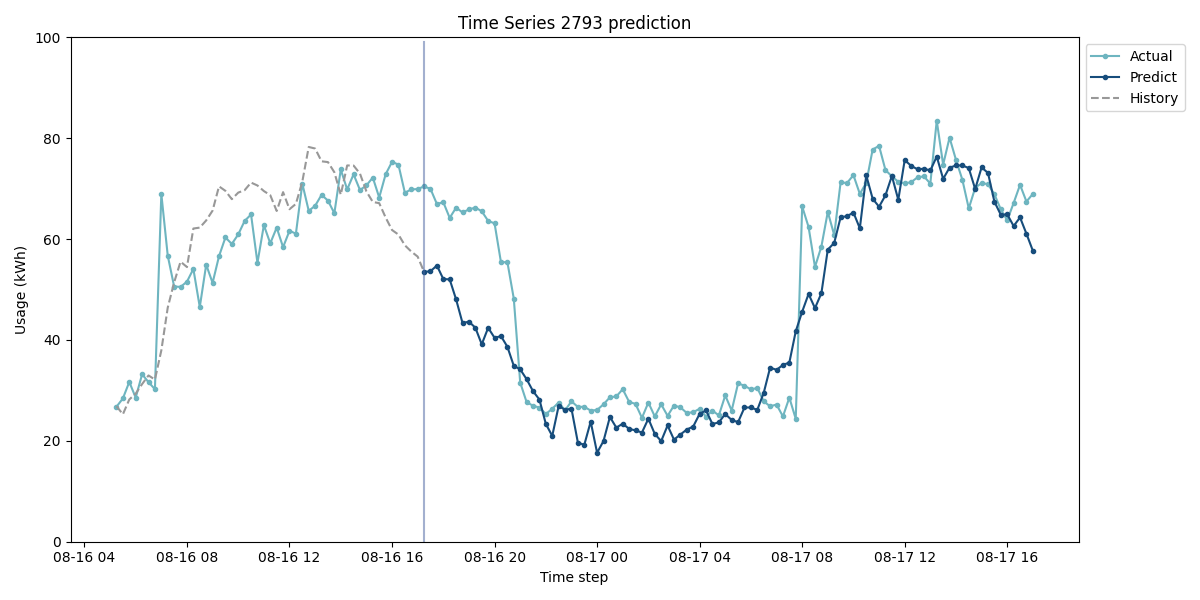 Time Series 2793 prediction
Usage (kWh)
100
80
60
40
20
0
08-16 04 08-16 08 08-16 12 08-16 16 08-16 20 08-17 00 08-17 04 08-17 08 08-17 12 08-17 16
Time step
Actual
Predict
History